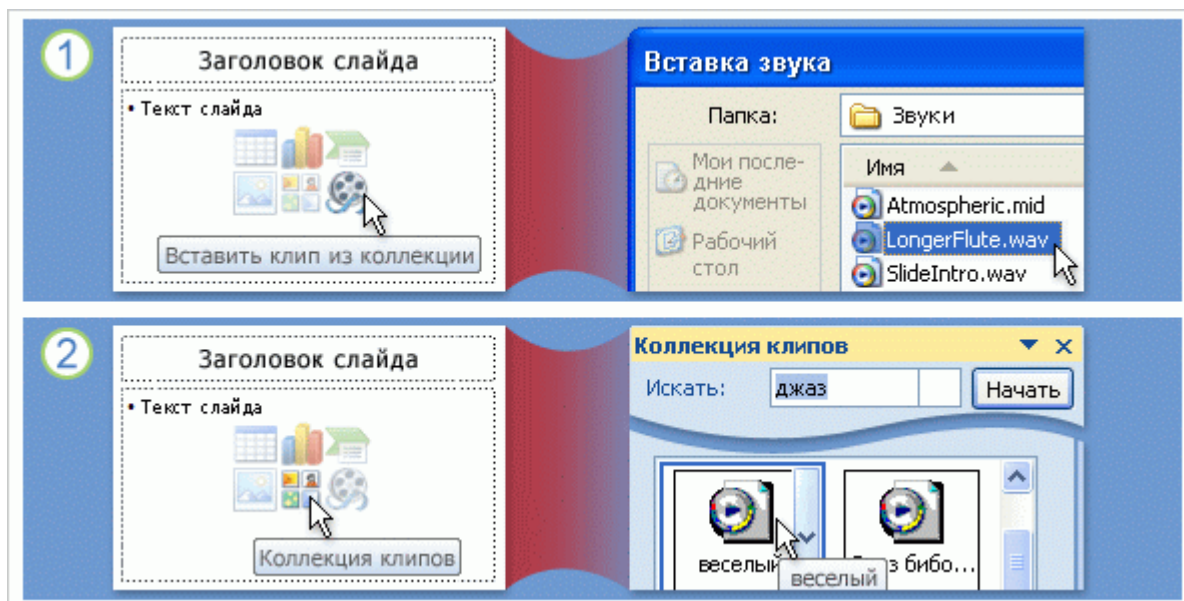 1
Заголовок слайда
• Текст слайда
Вставить клип из коллекции
Вставка звука
Папка:
Звуки
Мои после-
дние
документы
Рабочий
стол
Имя
Atmospheric.mid
LongerFlute.wav
SlideIntro.wav
2
Заголовок слайда
• Текст слайда
Коллекция клипов
Коллекция клипов
Искать:
джаз
Начать
веселый
бибо...
веселый